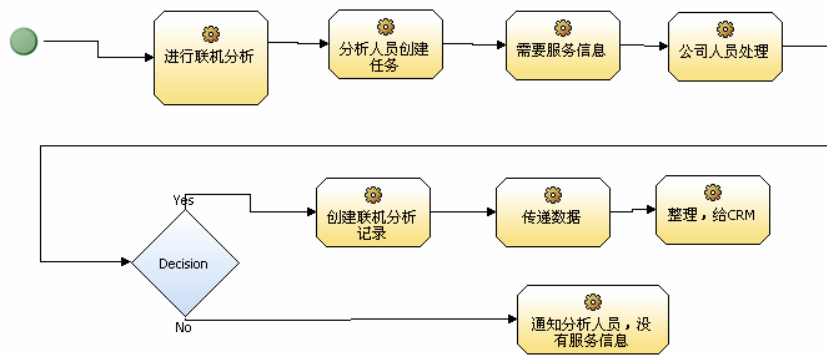 进行联机分析
分析人员创建
任务
需要服务信息
公司人员处理
Yes
创建联机分析
记录
传递数据
整理，给CRM
Decision
No
通知分析人员，没
有服务信息